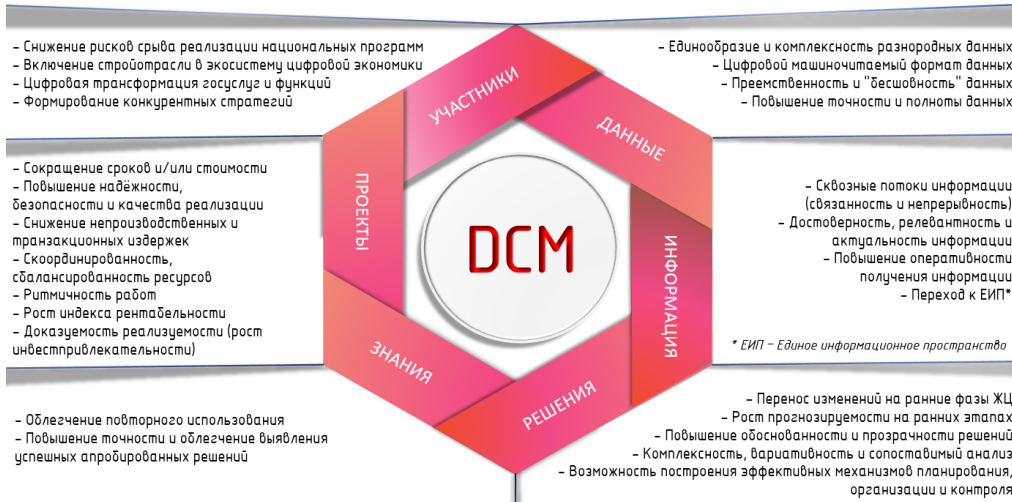 – Снижение рисков срыва реализации национальных программ
– Включение стройотрасли в экосистему цифровой экономики
– Цифровая трансформация госуслуг и функций
– Формирование конкурентных стратегий
УЧАСТНИКИ
– Единообразие и комплексность разнородных данных
– Цифровой машиночитаемый формат данных
– Преемственность и "бесшовность" данных
– Повышение точности и полноты данных
ДАННЫЕ
– Сокращение сроков и/или стоимости
– Повышение надёжности,
безопасности и качества реализации
– Снижение непроизводственных и
транзакционных издержек
– Скоординированность,
сбалансированность ресурсов
– Ритмичность работ
– Рост индекса рентабельности
– Доказуемость реализуемости (рост
инвестпривлекательности)
ПРОЕКТЫ
DCM
ИНФОРМАЦИЯ
– Сквозные потоки информации
(связанность и непрерывность)
– Достоверность, релевантность и
актуальность информации
– Повышение оперативности
получения информации
– Переход к ЕИП*
* ЕИП – Единое информационное пространство
ЗНАНИЯ
– Облегчение повторного использования
– Повышение точности и облегчение выявления
успешных апробированных решений
РЕШЕНИЯ
– Перенос изменений на ранние фазы ЖЦ
– Рост прогнозируемости на ранних этапах
– Повышение обоснованности и прозрачности решений
– Комплексность, вариативность и сопоставимый анализ
– Возможность построения эффективных механизмов планирования,
организации и контроля